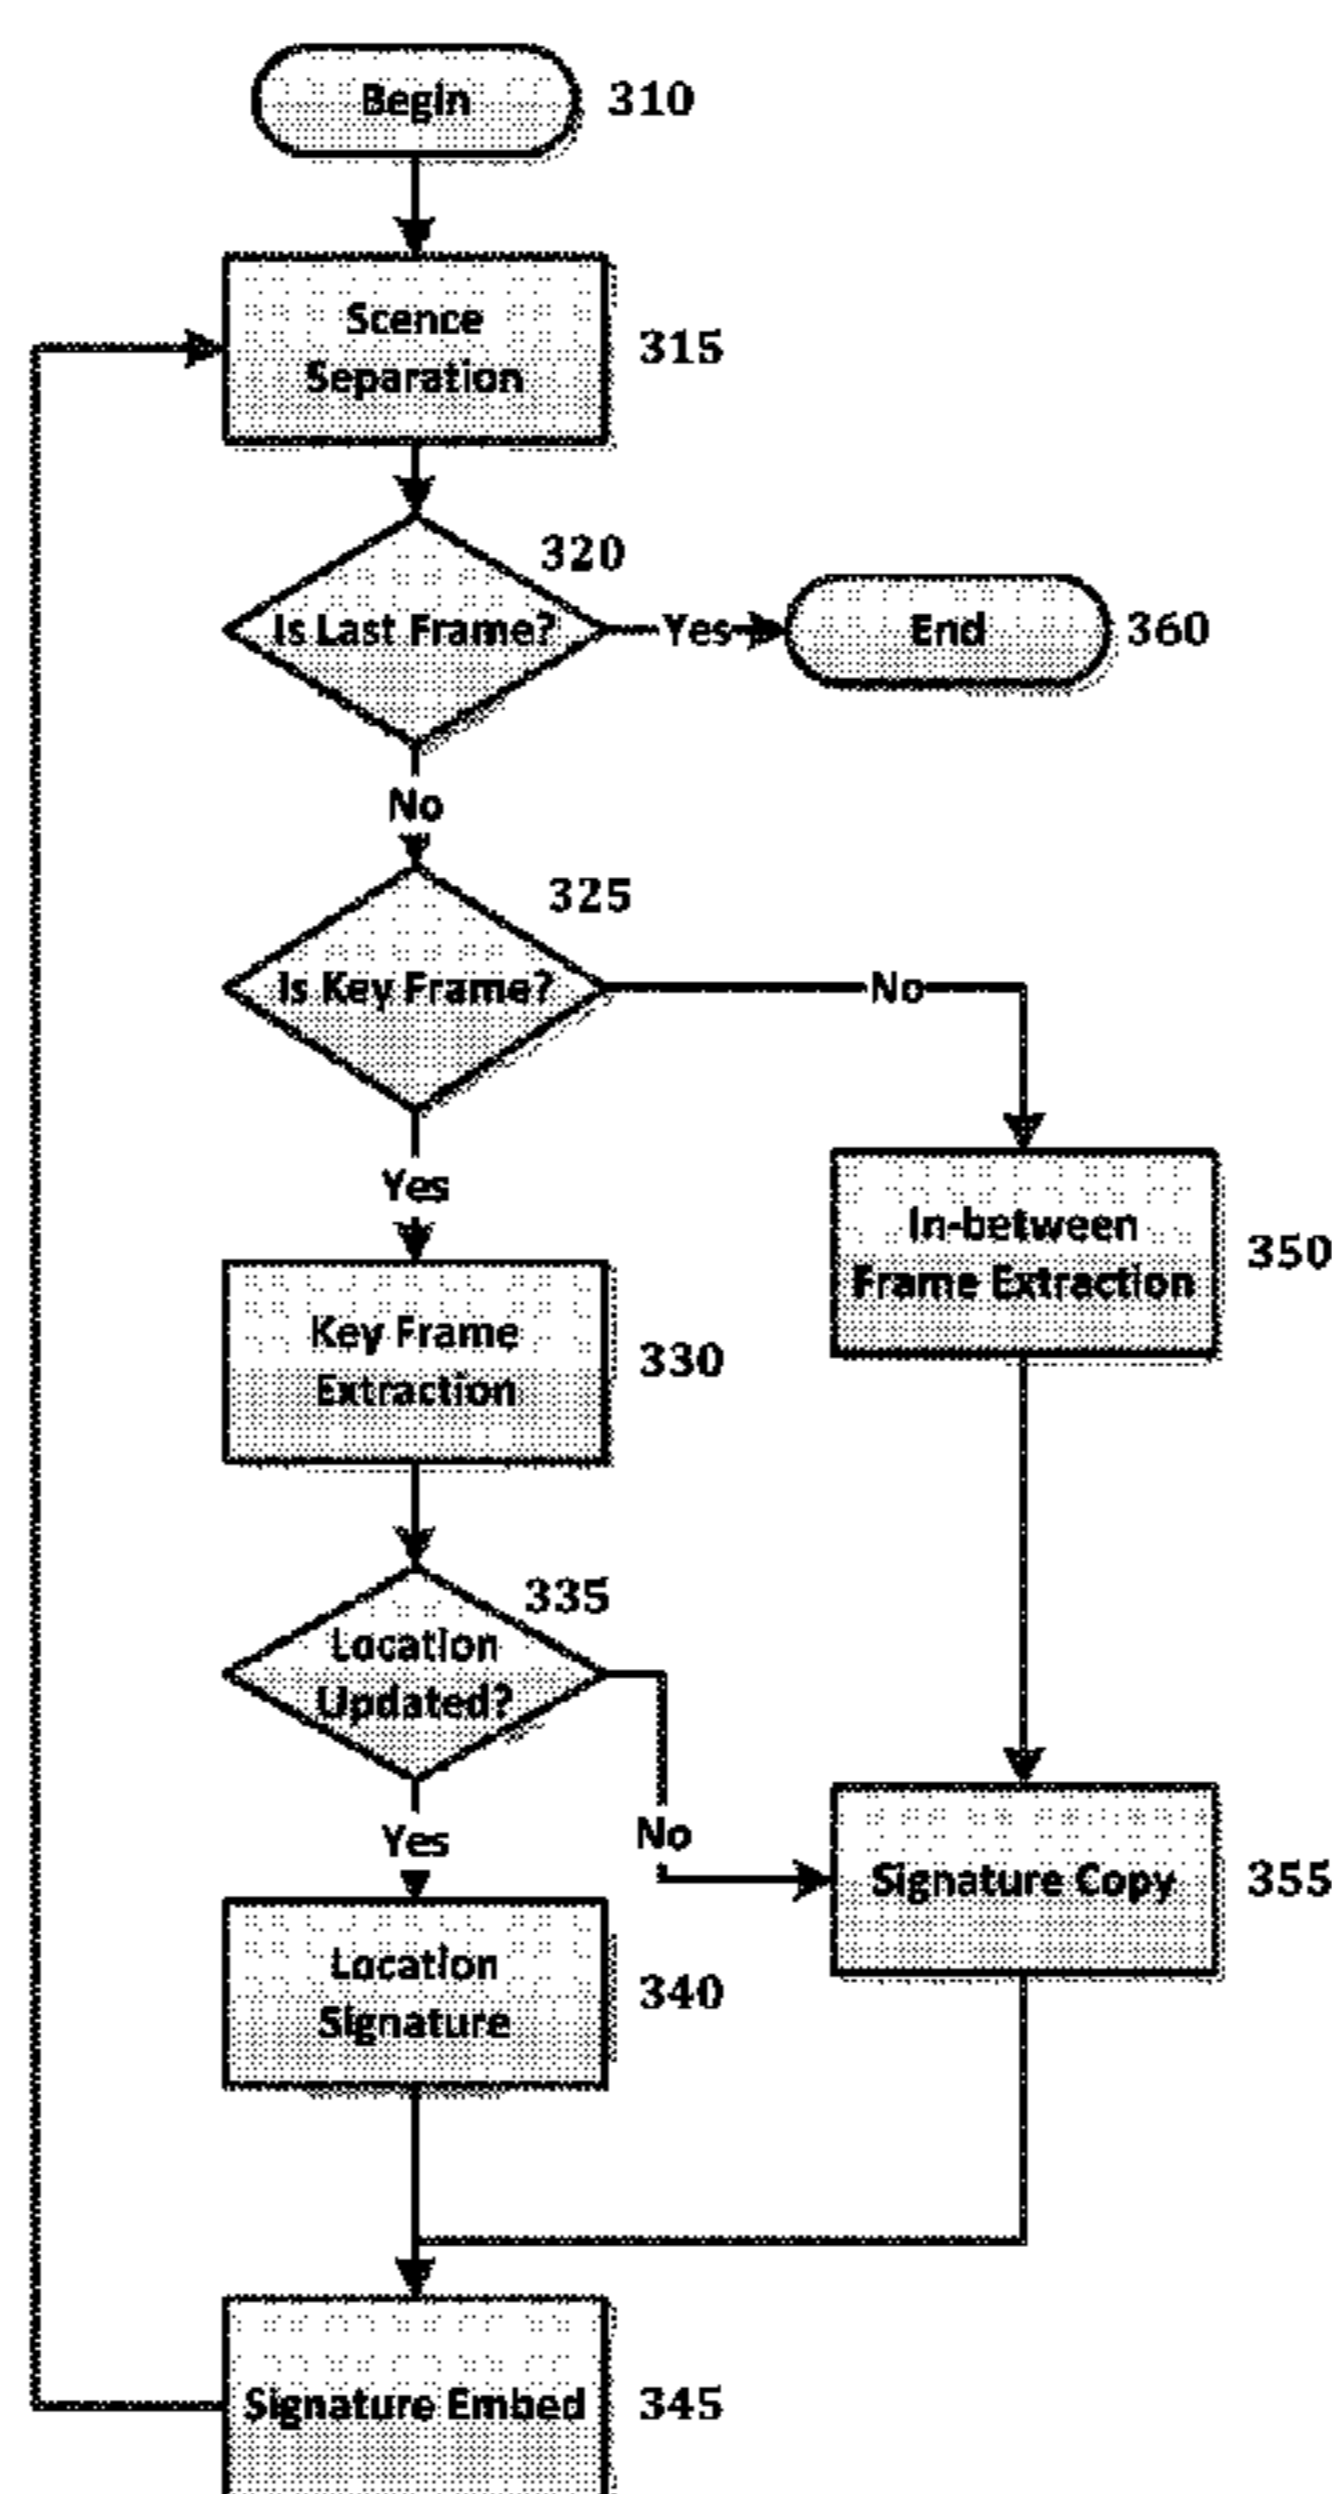 Begin 310
Scence
Separation
315
320
Is Last Frame? Yes End 360
No
325
Is Key Frame? No
Yes
In-between
Frame Extraction
350
Key Frame
Extraction
330
335
Location
Updated?
No
Yes
Signature Copy 355
Location
Signature
340
Signature Embed 345